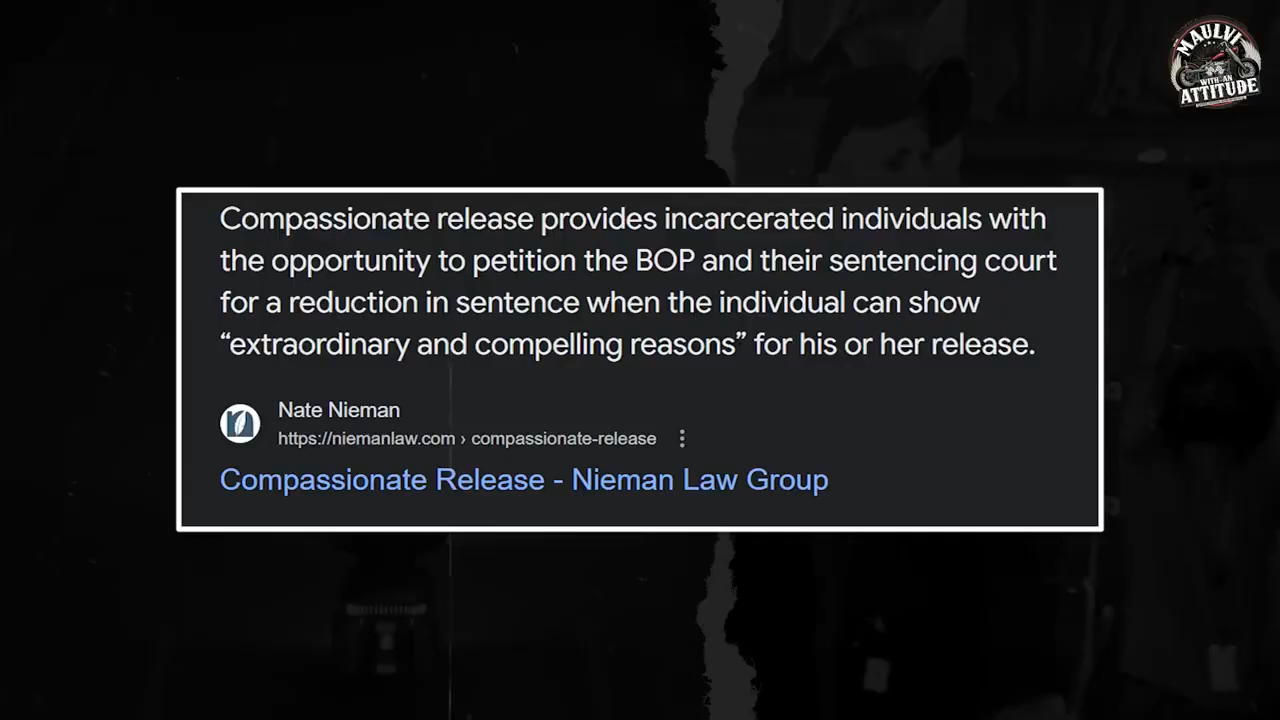 MAULVI
WITH AN
ATTITUDE
Compassionate release provides incarcerated individuals with
the opportunity to petition the BOP and their sentencing court
for a reduction in sentence when the individual can show
“extraordinary and compelling reasons” for his or her release.
Nate Nieman
https://niemanlaw.com › compassionate-release
Compassionate Release - Nieman Law Group